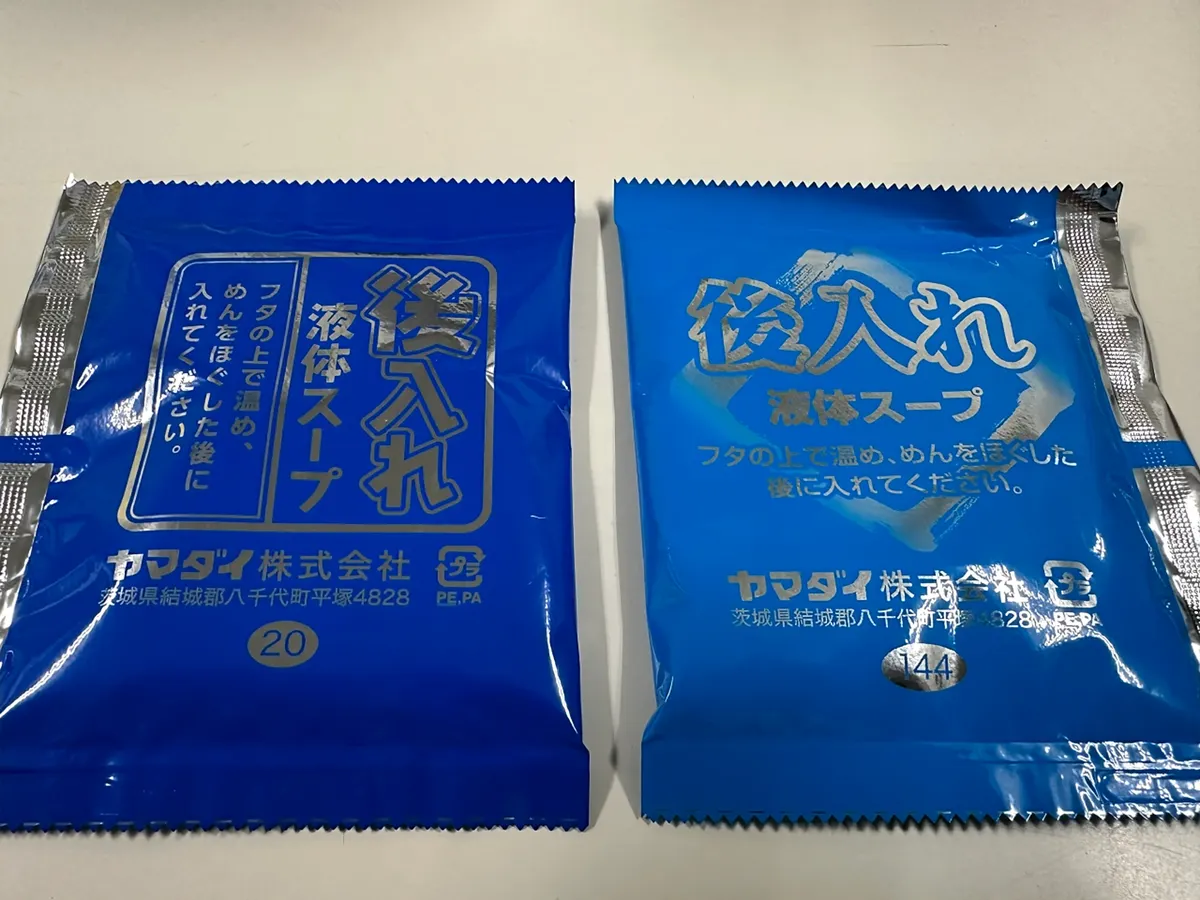 後入れ
液体スープ
フタの上で温め、
めんをほぐした後に
入れてください。
ヤマダイ株式会社
プラ
PE,PA
茨城県結城郡八千代町平塚4828
20
後入れ
液体スープ
フタの上で温め、めんをほぐした
後に入れてください。
ヤマダイ株式会社
プラ
PE,PA
茨城県結城郡八千代町平塚4828
144